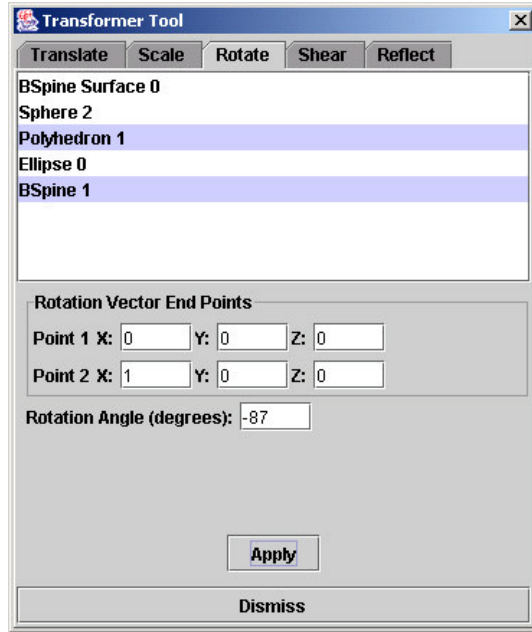 Transformer Tool
Translate Scale Rotate Shear Reflect
BSpine Surface 0
Sphere 2
Polyhedron 1
Ellipse 0
BSpine 1
Rotation Vector End Points
Point 1 X: 0 Y: 0 Z: 0
Point 2 X: 1 Y: 0 Z: 0
Rotation Angle (degrees): -87
Apply
Dismiss